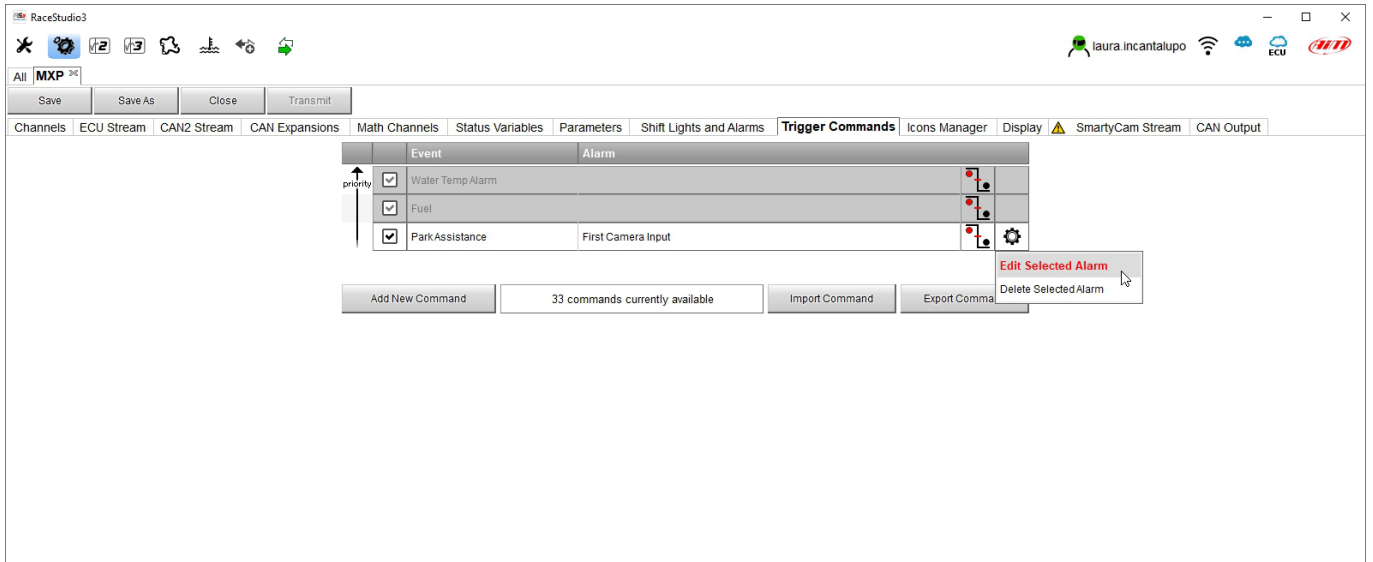 RaceStudio3
laura.incantalupo
ECU
AiM
All MXP
Save Save As Close Transmit
Channels ECU Stream CAN2 Stream CAN Expansions Math Channels Status Variables Parameters Shift Lights and Alarms Trigger Commands Icons Manager Display SmartyCam Stream CAN Output
Event Alarm
priority Water Temp Alarm
Fuel
Park Assistance First Camera Input
Edit Selected Alarm
Delete Selected Alarm
Add New Command 33 commands currently available Import Command Export Comma